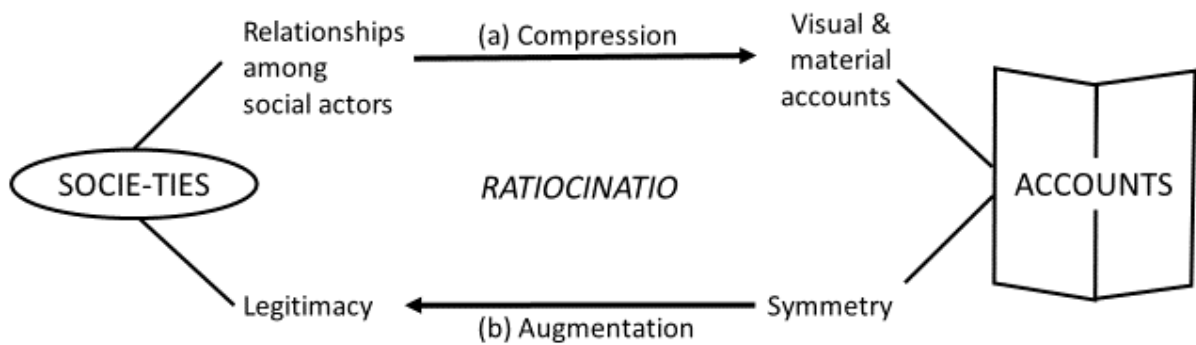 Relationships
among
social actors
(a) Compression
Visual &
material
accounts
SOCIE-TIES
RATIOCINATIO
ACCOUNTS
Legitimacy
(b) Augmentation
Symmetry